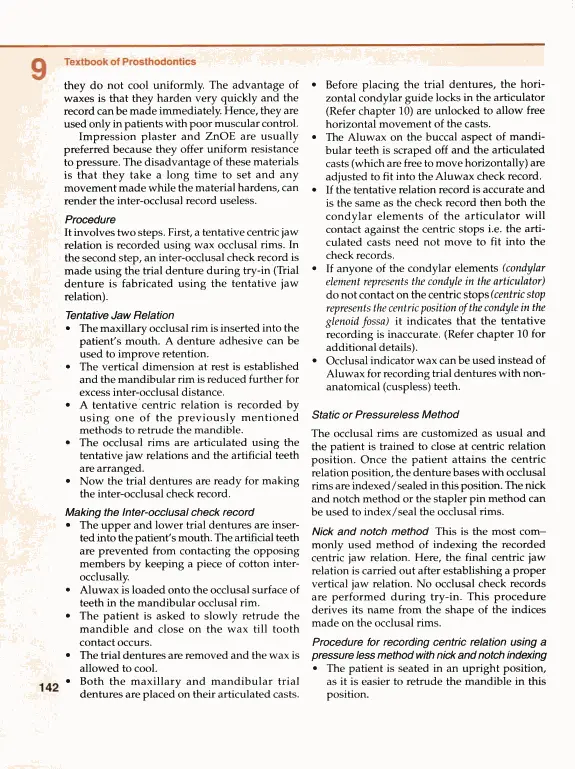 9
Textbook of Prosthodontics
they do not cool uniformly. The advantage of
waxes is that they harden very quickly and the
record can be made immediately. Hence, they are
used only in patients with poor muscular control.
Impression plaster and ZnOE are usually
preferred because they offer uniform resistance
to pressure. The disadvantage of these materials
is that they take a long time to set and any
movement made while the material hardens, can
render the inter-occlusal record useless.
Procedure
It involves two steps. First, a tentative centric jaw
relation is recorded using wax occlusal rims. In
the second step, an inter-occlusal check record is
made using the trial denture during try-in (Trial
denture is fabricated using the tentative jaw
relation).
Tentative Jaw Relation
• The maxillary occlusal rim is inserted into the
patient's mouth. A denture adhesive can be
used to improve retention.
• The vertical dimension at rest is established
and the mandibular rim is reduced further for
excess inter-occlusal distance.
• A tentative centric relation is recorded by
using one of the previously mentioned
methods to retrude the mandible.
• The occlusal rims are articulated using the
tentative jaw relations and the artificial teeth
are arranged.
• Now the trial dentures are ready for making
the inter-occlusal check record.
Making the Inter-occlusal check record
• The upper and lower trial dentures are inser-
ted into the patient's mouth. The artificial teeth
are prevented from contacting the opposing
members by keeping a piece of cotton inter-
occlusally.
• Aluwax is loaded onto the occlusal surface of
teeth in the mandibular occlusal rim.
• The patient is asked to slowly retrude the
mandible and close on the wax till tooth
contact occurs.
• The trial dentures are removed and the wax is
allowed to cool.
• Both the maxillary and mandibular trial
dentures are placed on their articulated casts.
142
• Before placing the trial dentures, the hori-
zontal condylar guide locks in the articulator
(Refer chapter 10) are unlocked to allow free
horizontal movement of the casts.
• The Aluwax on the buccal aspect of mandi-
bular teeth is scraped off and the articulated
casts (which are free to move horizontally) are
adjusted to fit into the Aluwax check record.
• If the tentative relation record is accurate and
is the same as the check record then both the
condylar elements of the articulator will
contact against the centric stops i.e. the arti-
culated casts need not move to fit into the
check records.
• If anyone of the condylar elements (condylar
element represents the condyle in the articulator)
do not contact on the centric stops (centric stop
represents the centric position of the condyle in the
glenoid fossa) it indicates that the tentative
recording is inaccurate. (Refer chapter 10 for
additional details).
• Occlusal indicator wax can be used instead of
Aluwax for recording trial dentures with non-
anatomical (cuspless) teeth.
Static or Pressureless Method
The occlusal rims are customized as usual and
the patient is trained to close at centric relation
position. Once the patient attains the centric
relation position, the denture bases with occlusal
rims are indexed/sealed in this position. The nick
and notch method or the stapler pin method can
be used to index/seal the occlusal rims.
Nick and notch method This is the most com-
monly used method of indexing the recorded
centric jaw relation. Here, the final centric jaw
relation is carried out after establishing a proper
vertical jaw relation. No occlusal check records
are performed during try-in. This procedure
derives its name from the shape of the indices
made on the occlusal rims.
Procedure for recording centric relation using a
pressure less method with nick and notch indexing
• The patient is seated in an upright position,
as it is easier to retrude the mandible in this
position.